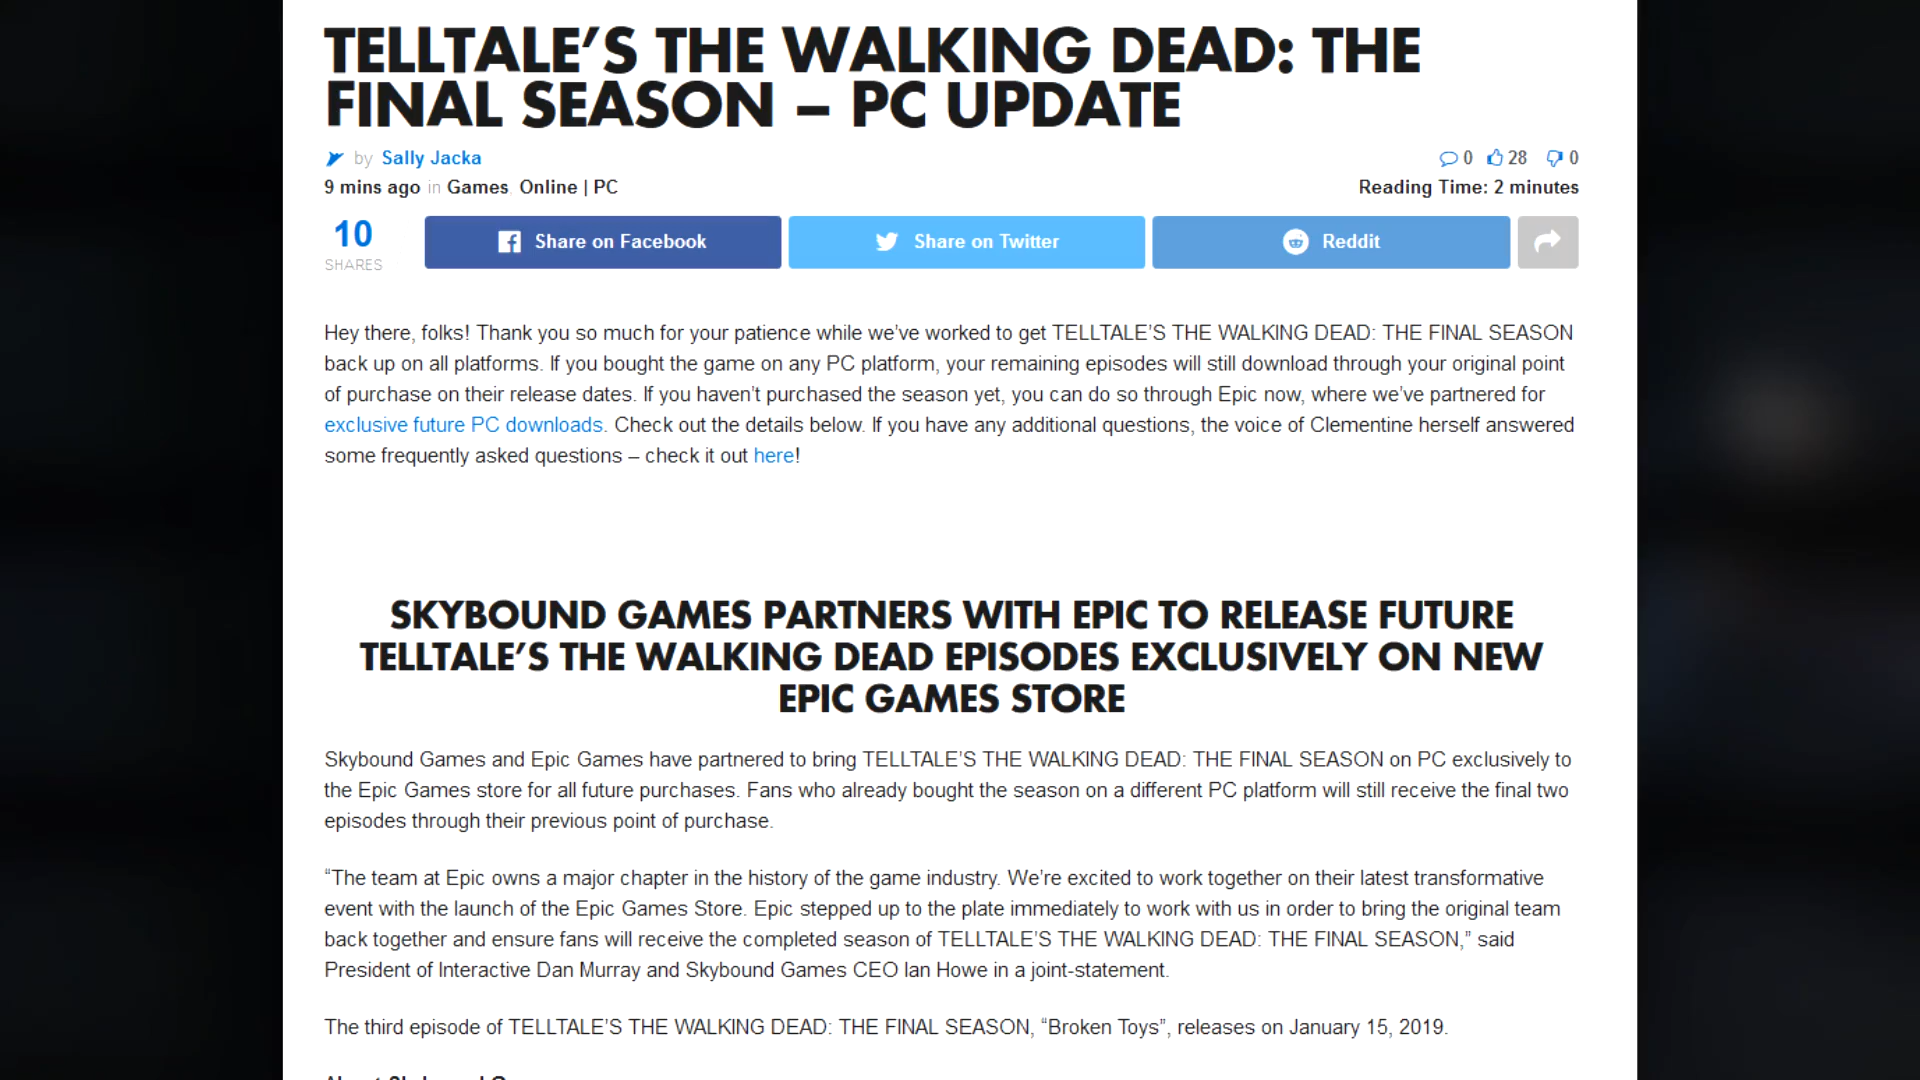 TELLTALE’S THE WALKING DEAD: THE
FINAL SEASON – PC UPDATE
by Sally Jacka
0 28 0
9 mins ago in Games, Online | PC
Reading Time: 2 minutes
10
SHARES
Share on Facebook
Share on Twitter
Reddit
Hey there, folks! Thank you so much for your patience while we’ve worked to get TELLTALE’S THE WALKING DEAD: THE FINAL SEASON
back up on all platforms. If you bought the game on any PC platform, your remaining episodes will still download through your original point
of purchase on their release dates. If you haven’t purchased the season yet, you can do so through Epic now, where we’ve partnered for
exclusive future PC downloads. Check out the details below. If you have any additional questions, the voice of Clementine herself answered
some frequently asked questions – check it out here!
SKYBOUND GAMES PARTNERS WITH EPIC TO RELEASE FUTURE
TELLTALE’S THE WALKING DEAD EPISODES EXCLUSIVELY ON NEW
EPIC GAMES STORE
Skybound Games and Epic Games have partnered to bring TELLTALE’S THE WALKING DEAD: THE FINAL SEASON on PC exclusively to
the Epic Games store for all future purchases. Fans who already bought the season on a different PC platform will still receive the final two
episodes through their previous point of purchase.
“The team at Epic owns a major chapter in the history of the game industry. We’re excited to work together on their latest transformative
event with the launch of the Epic Games Store. Epic stepped up to the plate immediately to work with us in order to bring the original team
back together and ensure fans will receive the completed season of TELLTALE’S THE WALKING DEAD: THE FINAL SEASON,” said
President of Interactive Dan Murray and Skybound Games CEO Ian Howe in a joint-statement.
The third episode of TELLTALE’S THE WALKING DEAD: THE FINAL SEASON, “Broken Toys”, releases on January 15, 2019.